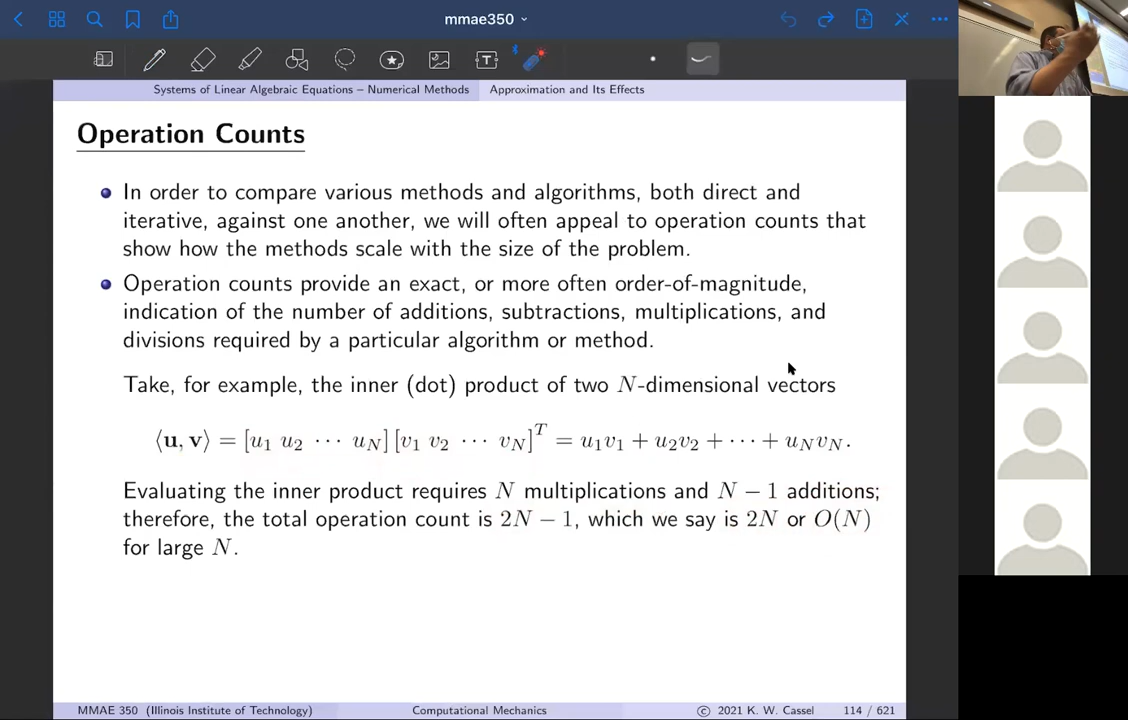 mmae350
Systems of Linear Algebraic Equations – Numerical Methods
Approximation and Its Effects
Operation Counts
In order to compare various methods and algorithms, both direct and
iterative, against one another, we will often appeal to operation counts that
show how the methods scale with the size of the problem.
Operation counts provide an exact, or more often order-of-magnitude,
indication of the number of additions, subtractions, multiplications, and
divisions required by a particular algorithm or method.
Take, for example, the inner (dot) product of two N-dimensional vectors
⟨u, v⟩ = [u₁ u₂ ⋯ u_N] [v₁ v₂ ⋯ v_N]^T = u₁v₁ + u₂v₂ + ⋯ + u_N v_N.
Evaluating the inner product requires N multiplications and N − 1 additions;
therefore, the total operation count is 2N − 1, which we say is 2N or O(N)
for large N.
MMAE 350 (Illinois Institute of Technology)
Computational Mechanics
© 2021 K. W. Cassel
114 / 621